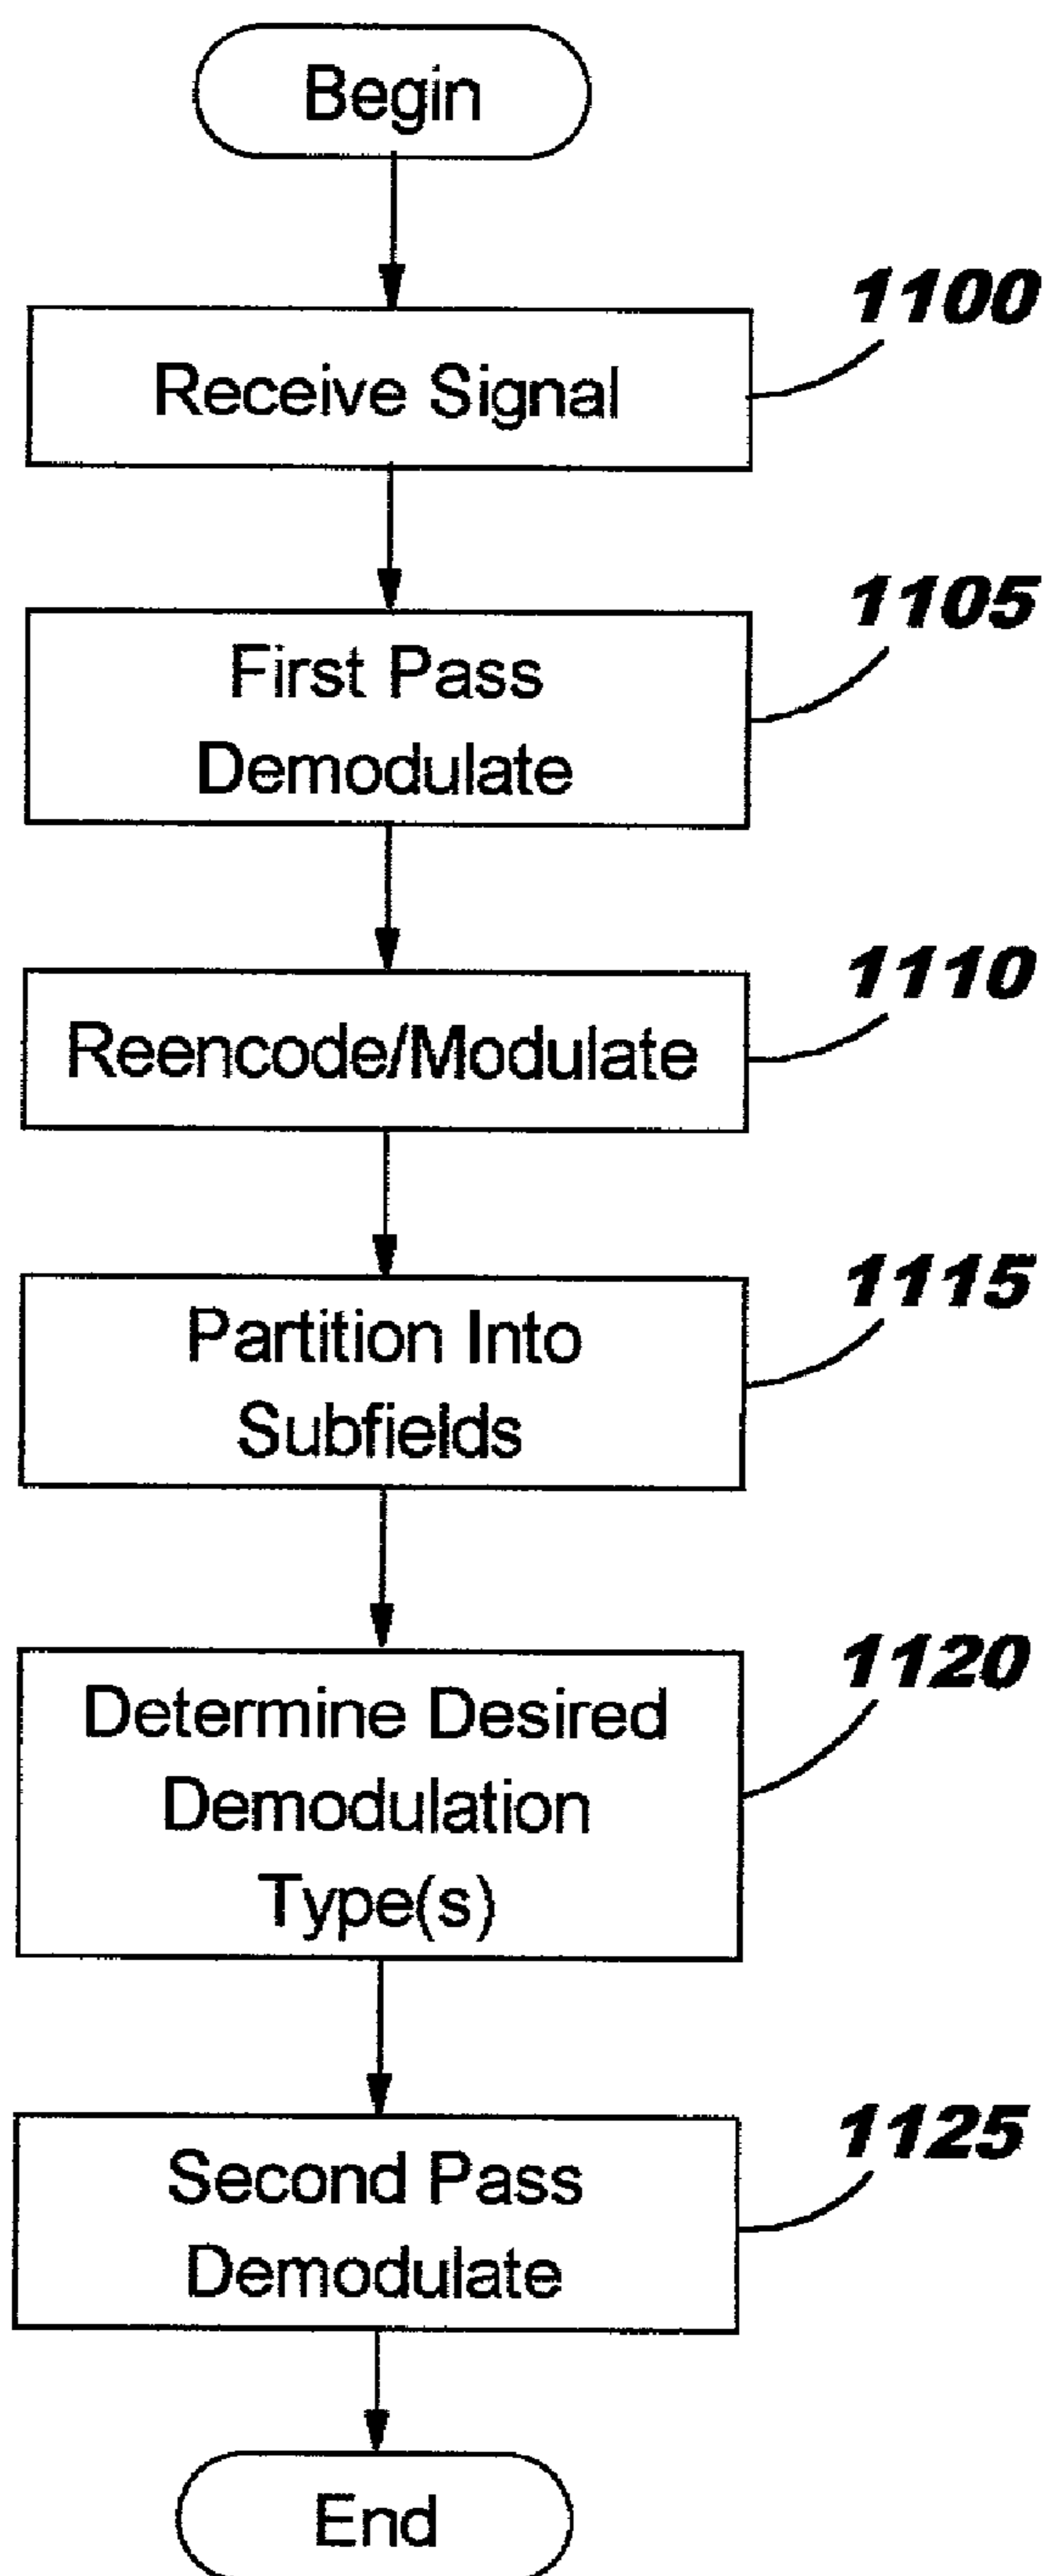 Begin
1100
Receive Signal
1105
First Pass
Demodulate
1110
Reencode/Modulate
1115
Partition Into
Subfields
1120
Determine Desired
Demodulation
Type(s)
1125
Second Pass
Demodulate
End